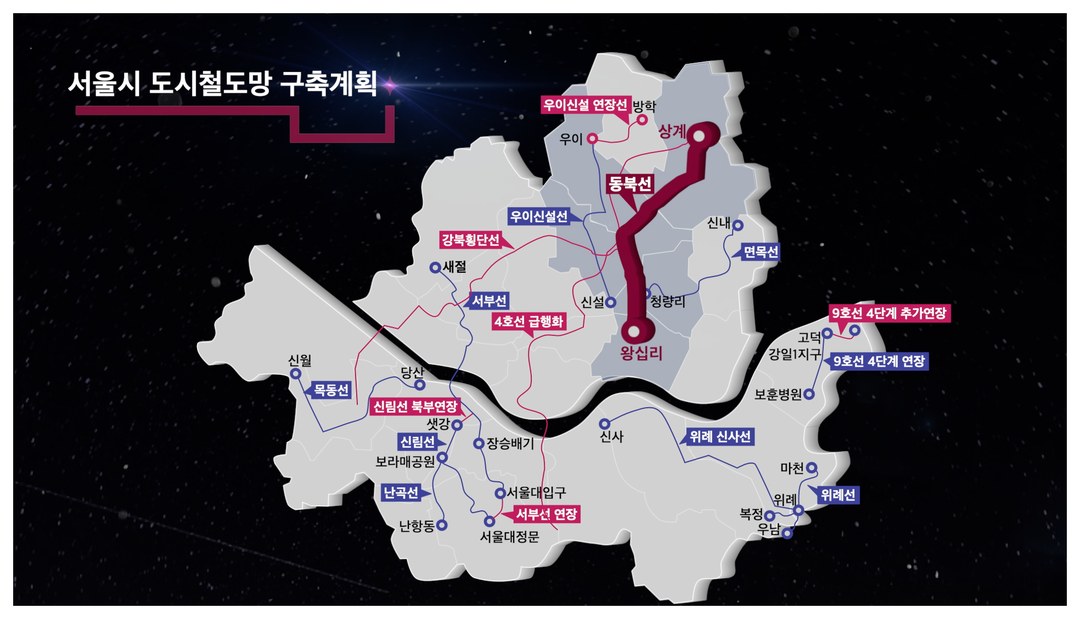 서울시 도시철도망 구축계획
우이신설 연장선
방학
우이
상계
동북선
우이신설선
신내
강북횡단선
면목선
새절
서부선
신설
청량리
4호선 급행화
왕십리
9호선 4단계 추가연장
고덕
강일1지구
9호선 4단계 연장
신월
당산
목동선
보훈병원
신림선 북부연장
샛강
신사
위례 신사선
신림선
장승배기
보라매공원
마천
난곡선
서울대입구
위례
위례선
서부선 연장
복정
난항동
우남
서울대정문